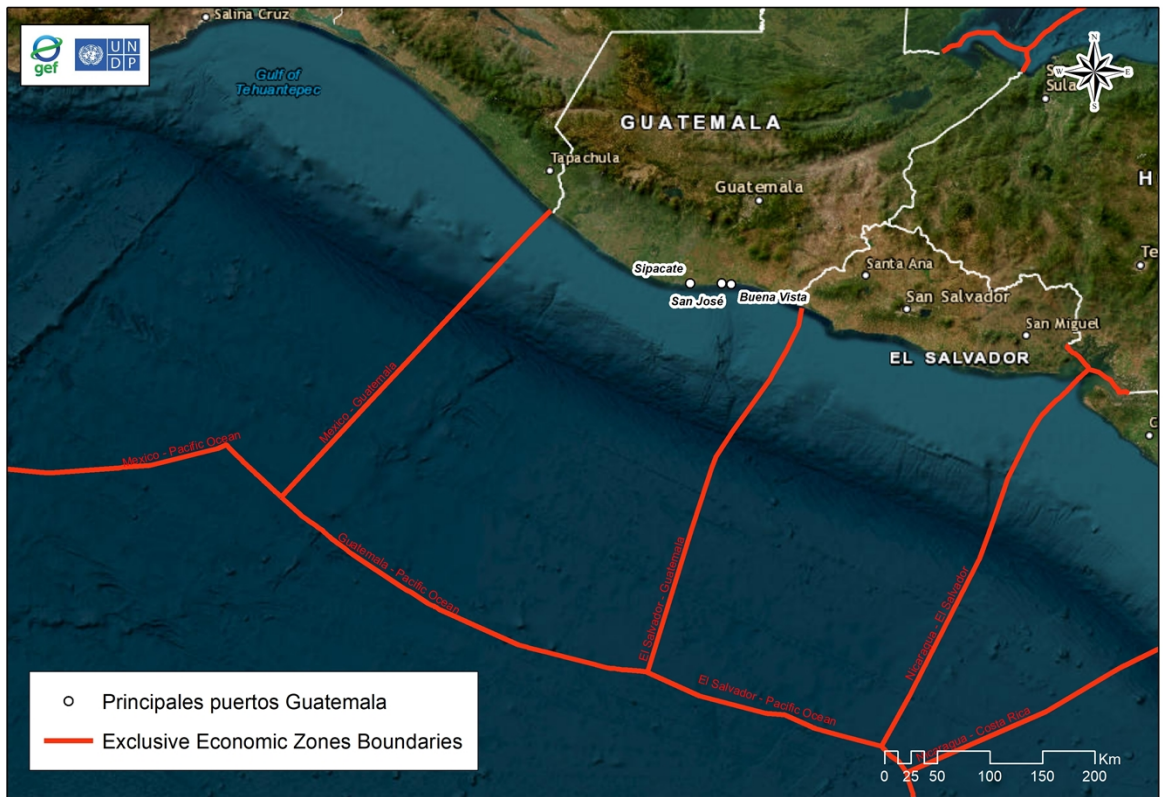 Salina Cruz
gef
U N
D P
Gulf of
Tehuantepec
N
W
E
S
S
Sula
GUATEMALA
Tapachula
Guatemala
H
Sipacate
San José
Buena Vista
Santa Ana
Te
San Salvador
San Miguel
EL SALVADOR
C
Mexico - Guatemala
Mexico - Pacific Ocean
Guatemala - Pacific Ocean
El Salvador - Guatemala
Nicaragua - El Salvador
El Salvador - Pacific Ocean
Nicaragua - Costa Rica
Principales puertos Guatemala
Exclusive Economic Zones Boundaries
Km
0 25 50 100 150 200